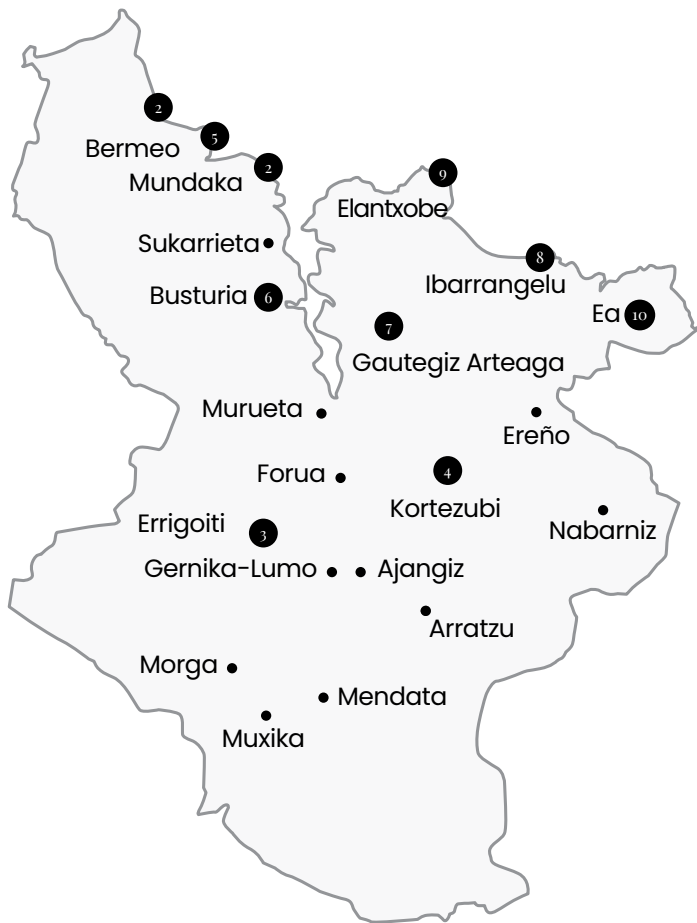 2
5
Bermeo
2
Mundaka
9
Elantxobe
Sukarrieta
8
Ibarrangelu
Busturia 6
Ea 10
7
Gautegiz Arteaga
Murueta
Ereño
4
Forua
Kortezubi
Errigoiti
3
Nabarniz
Gernika-Lumo
Ajangiz
Arratzu
Morga
Mendata
Muxika